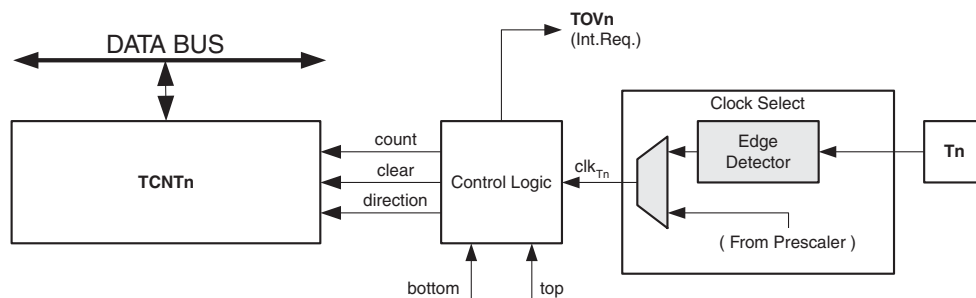 TOVn
(Int.Req.)
DATA BUS
Clock Select
count
Edge
Detector
Tn
TCNTn
clear
Control Logic
clkTn
direction
( From Prescaler )
bottom
top